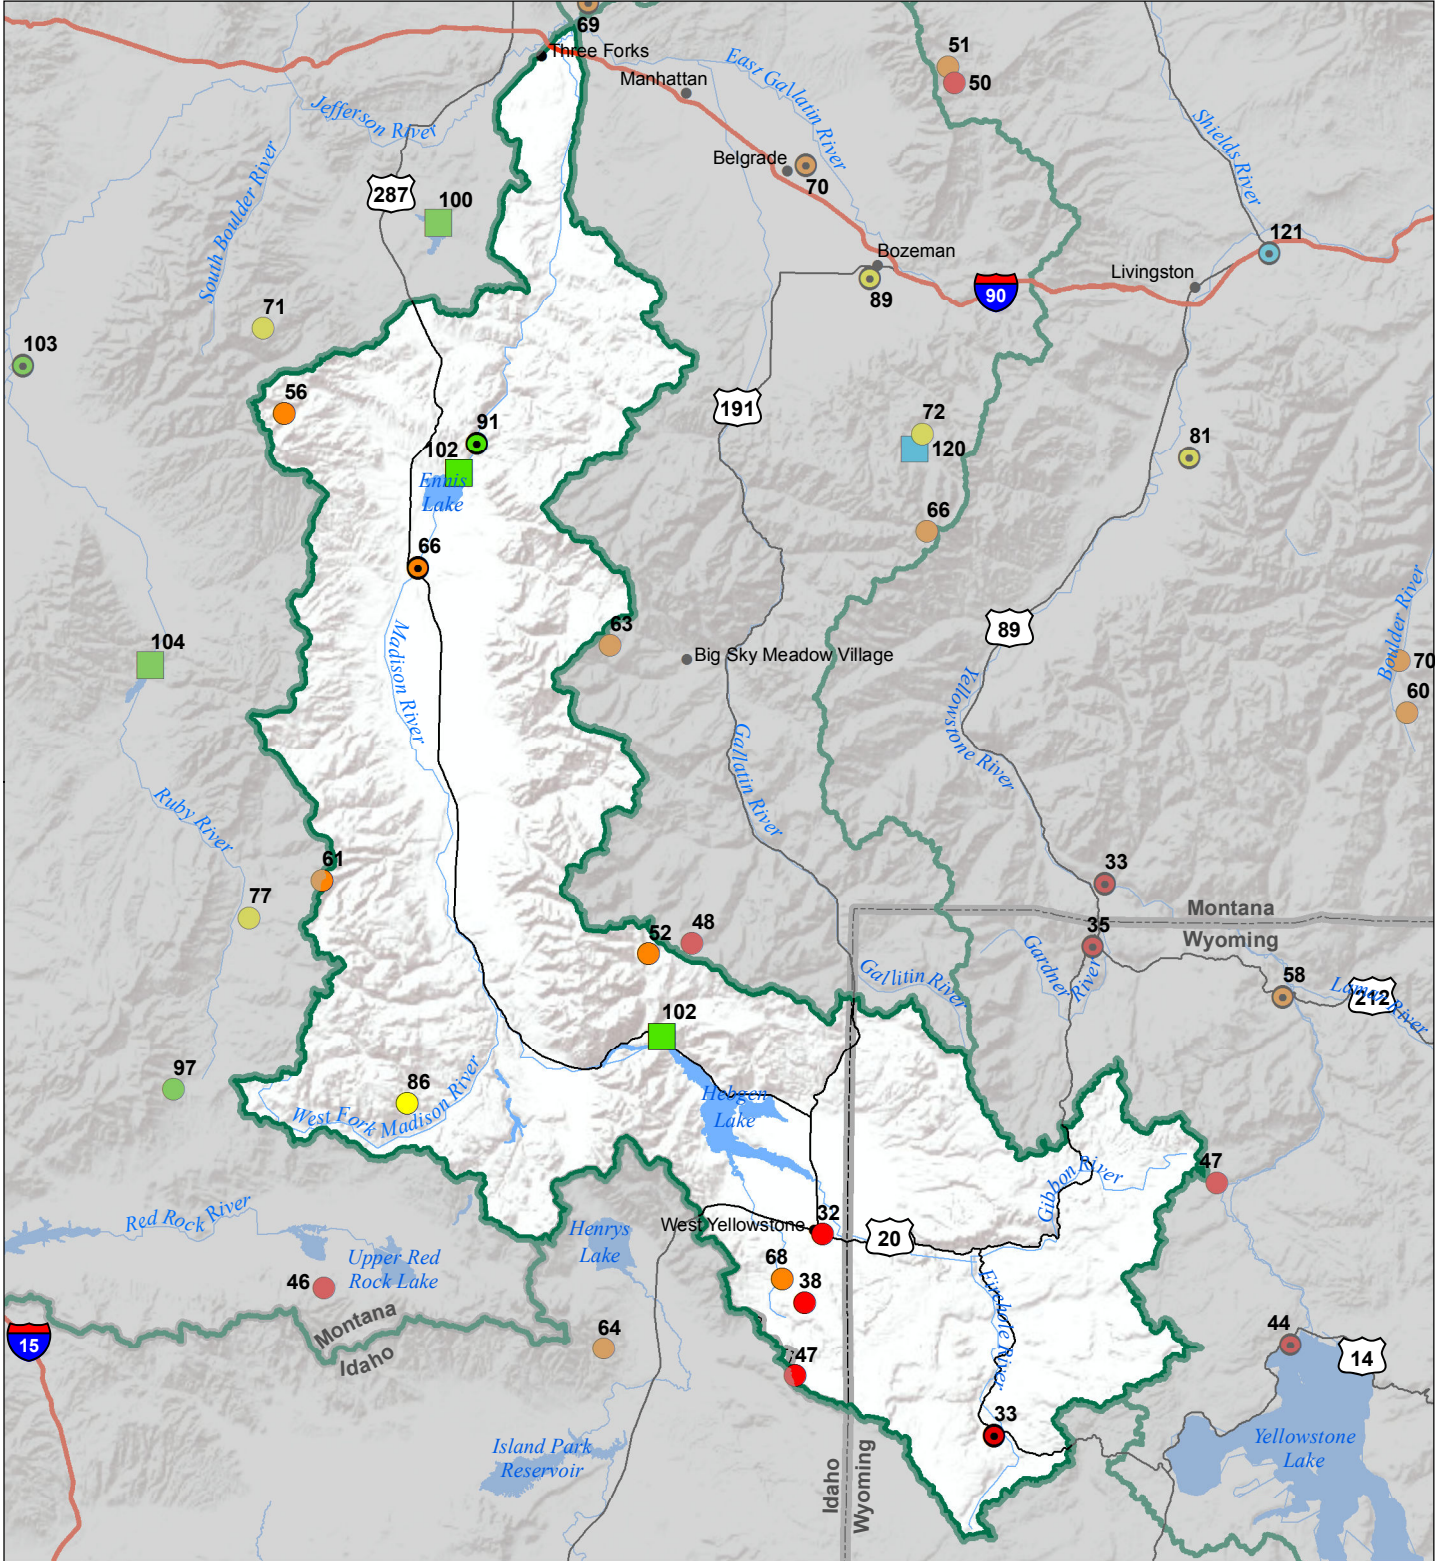 69
Three Forks
51
50
Manhattan
East Gallatin River
Jefferson River
Shields River
Belgrade
70
South Boulder River
287
100
121
Bozeman
Livingston
89
90
71
103
56
191
72
120
81
91
102
Ennis
Lake
66
66
Boulder River
89
63
Big Sky Meadow Village
104
Madison River
70
60
Yellowstone River
Gallatin River
Ruby River
61
77
33
Montana
Wyoming
35
52
48
Gallitin River
Gardner
River
58
212
Lamar River
102
97
86
West Fork Madison River
Hebgen
Lake
47
Gibbon River
Red Rock River
Henrys
Lake
West Yellowstone
32
20
Upper Red
Rock Lake
46
68
38
Firehole River
Montana
Idaho
15
64
47
44
14
33
Island Park
Reservoir
Yellowstone
Lake
Idaho
Wyoming